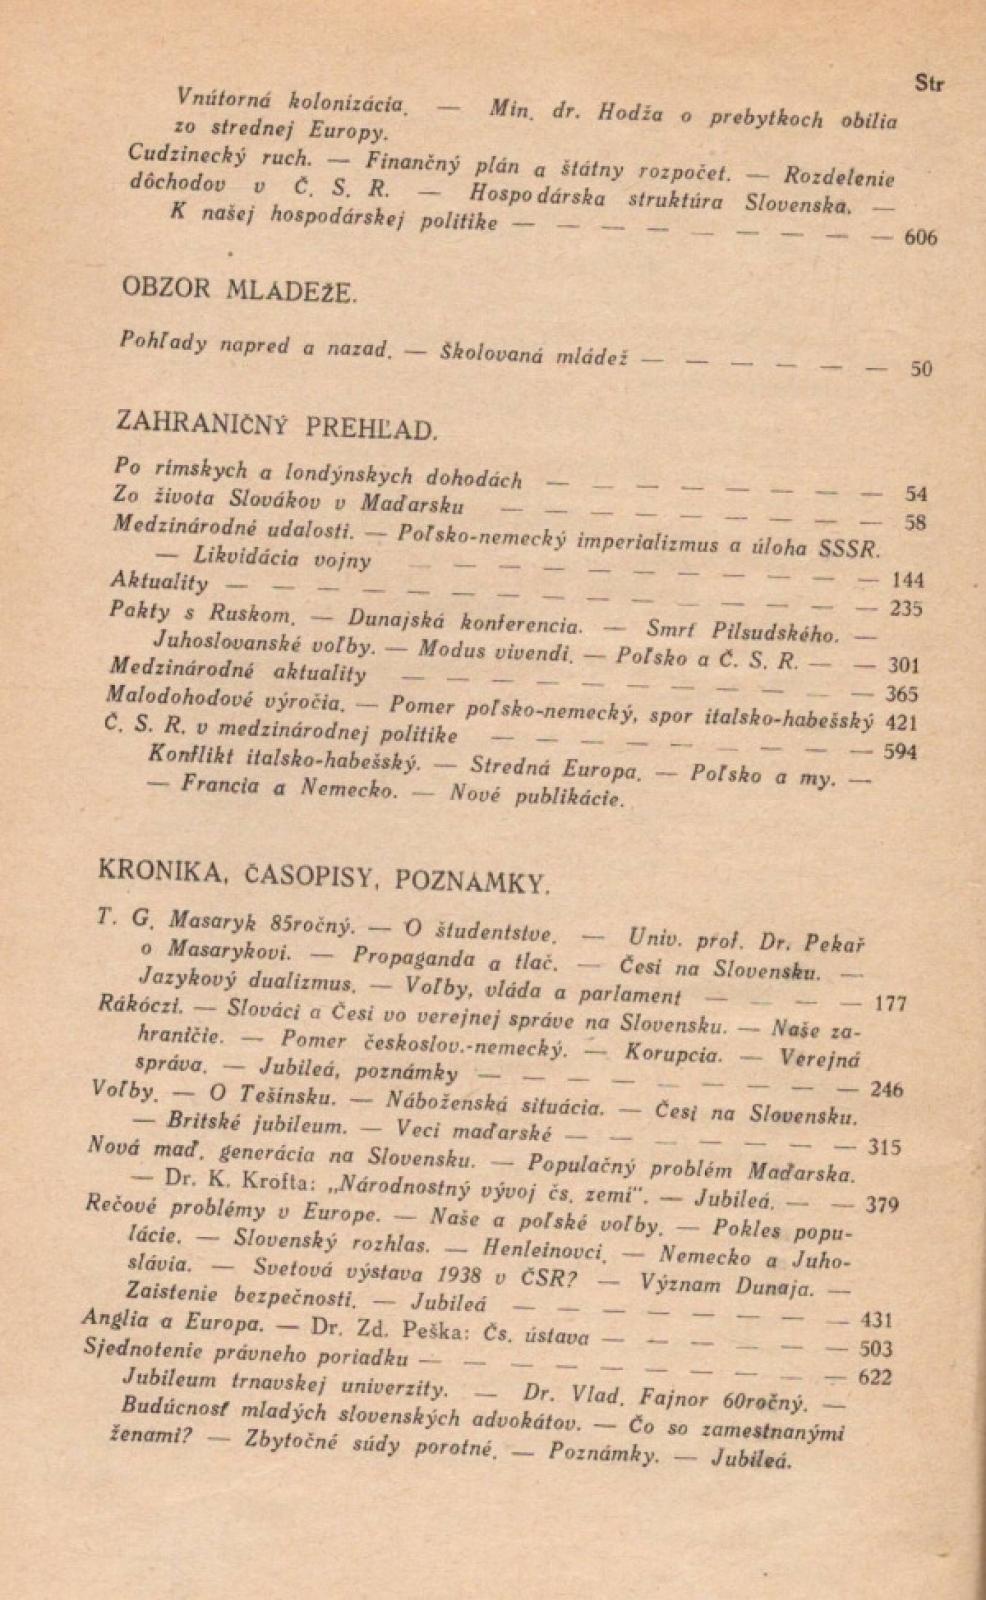 Str
Vnútorná kolonizácia. — Min. dr. Hodža o prebytkoch obilia
zo strednej Europy.
Cudzinecký ruch. — Finančný plán a štátny rozpočet. — Rozdelenie
dôchodov v Č. S. R. — Hospodárska struktúra Slovenska. —
K našej hospodárskej politike — — — — — — — — — 606
OBZOR MLÁDEŽE.
Pohľady napred a nazad. — Školovaná mládež — — — — — — 50
ZAHRANIČNÝ PREHĽAD.
Po rímskych a londýnskych dohodách — — — — — — — — 54
Zo života Slovákov v Maďarsku — — — — — — — — — 58
Medzinárodné udalosti. — Poľsko-nemecký imperializmus a úloha SSSR.
— Likvidácia vojny — — — — — — — — — — — 144
Aktuality — — — — — — — — — — — — — — — 235
Pakty s Ruskom. — Dunajská konferencia. — Smrť Pilsudského. —
Juhoslovanské voľby. — Modus vivendi. — Poľsko a Č. S. R. — — 301
Medzinárodné aktuality — — — — — — — — — — — 365
Malodohodové výročia. — Pomer poľsko-nemecký, spor italsko-habešský 421
Č. S. R. v medzinárodnej politike — — — — — — — — — 594
Konflikt italsko-habešský. — Stredná Europa. — Poľsko a my. —
— Francia a Nemecko. — Nové publikácie.
KRONIKA, ČASOPISY, POZNÁMKY.
T. G. Masaryk 85ročný. — O študentstve. — Univ. prof. Dr. Pekař
o Masarykovi. — Propaganda a tlač. — Česi na Slovensku. —
Jazykový dualizmus. — Voľby, vláda a parlament — — — — 177
Rákóczi. — Slováci a Česi vo verejnej správe na Slovensku. — Naše za-
hraničie. — Pomer českoslov.-nemecký. — Korupcia. — Verejná
správa. — Jubileá, poznámky — — — — — — — — — 246
Voľby. — O Tešínsku. — Náboženská situácia. — Česi na Slovensku.
— Britské jubileum. — Veci maďarské — — — — — — — 315
Nová maď. generácia na Slovensku. — Populačný problém Maďarska.
— Dr. K. Krofta: „Národnostný vývoj čs. zemi". — Jubileá. — — 379
Rečové problémy v Europe. — Naše a poľské voľby. — Pokles popu-
lácie. — Slovenský rozhlas. — Henleinovci. — Nemecko a Juho-
slávia. — Svetová výstava 1938 v ČSR? — Význam Dunaja. —
Zaistenie bezpečnosti. — Jubileá — — — — — — — — 431
Anglia a Europa. — Dr. Zd. Peška: Čs. ústava — — — — — — 503
Sjednotenie právneho poriadku — — — — — — — — — — 622
Jubileum trnavskej univerzity. — Dr. Vlad. Fajnor 60ročný. —
Budúcnosť mladých slovenských advokátov. — Čo so zamestnanými
ženami? — Zbytočné súdy porotné. — Poznámky. — Jubileá.